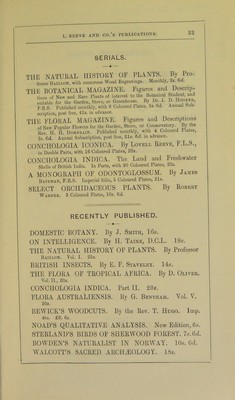 L. REEVE AND CO.'S PUBLICATIONS. 23
SERIALS.
THE NATURAL HISTORY OF PLANTS. By Pro-
fessor BAILLON, with numerous Wood Engravings. Monthly, 2s. 6d.
THE BOTANICAL MAGAZINE. Figures and Descrip-
tions of New and Rare Plants of interest to the Botanical Student, and
suitable for the Garden, Stove, or Greenhouse. By Dr. J. D. HOOKER,
F.R.S. Published monthly, with 6 Coloured Plates, 3s. 6d. Annual Sub-
scription, post free, 42s. in advance.
THE FLORAL MAGAZINE. Figures and Descriptions
of New Popular Flowers for the Garden, Stove, or Conservatory. By the
Rev. H. H. DOMBRAIN. Published monthly, with 4 Coloured Plates,
2s. 6d. Annual Subscription, post free, 31s. 6d. in advance.
CONCHOLOGIA ICONICA. By LOVELL REEVE, F.L.S.,
in Double Parts, with 16 Coloured Plates, 20s.
CONCHOLOGIA INDICA. The Land and Freshwater
Shells of British India. In Parts, with 20 Coloured Plates, 20s.
A MONOGRAPH OF ODONTOGLOSSUM. By JAMES
BATEMAN, F.R.S. Imperial folio, 5 Coloured Plates, 21s.
SELECT ORCHIDACEOUS PLANTS. By ROBERT
WARNER. 3 Coloured Plates, 10s. 6d.
RECENTLY PUBLISHED.
DOMESTIC BOTANY. By J. SMITH, 16s.
ON INTELLIGENCE. By H. TAINE, D.C.L. 18s.
THE NATURAL HISTORY OF PLANTS. By Professor
BAILLON. Vol. I. 25s.
BRITISH INSECTS. By E. F. STAVELEY. 14s.
THE FLORA OF TROPICAL AFRICA. By D. OLIVER.
Vol. II., 20s.
CONCHOLOGIA INDICA. Part II. 20s.
FLORA AUSTRALIENSIS. By G. BENTHAM. Vol. V.
20s.
BEWICK'S WOODCUTS. By the Rev. T. HUGO. Imp.
4to. £6. 6s.
NOAD'S QUALITATIVE ANALYSIS. New Edition, 6s.
STERLAND'S BIRDS OF SHERWOOD FOREST. 7s. 6d.
BOWDEN'S NATURALIST IN NORWAY. 10s. 6d.
WALCOTT'S SACRED ARCHÆOLOGY. 18s.